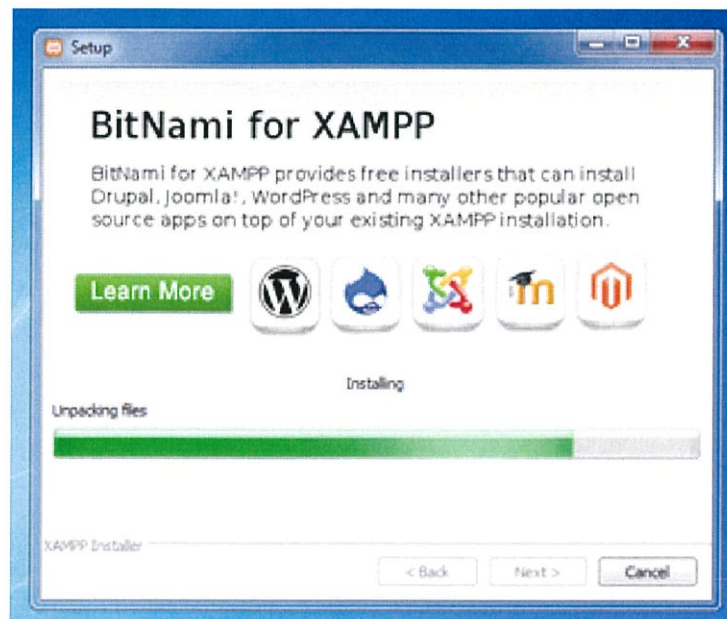 Setup
BitNami for XAMPP
BitNami for XAMPP provides free installers that can install
Drupal, Joomla!, WordPress and many other popular open
source apps on top of your existing XAMPP installation.
Learn More
Installing
Unpacking files
XAMPP Installer
< Back Next > Cancel